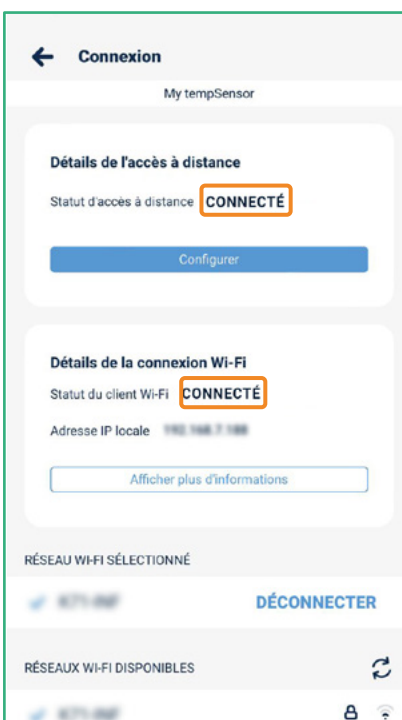 Connexion
My tempSensor
Détails de l'accès à distance
Statut d'accès à distance CONNECTÉ
Configurer
Détails de la connexion Wi-Fi
Statut du client Wi-Fi CONNECTÉ
Adresse IP locale
Afficher plus d'informations
RÉSEAU WI-FI SÉLECTIONNÉ
DÉCONNECTER
RÉSEAUX WI-FI DISPONIBLES